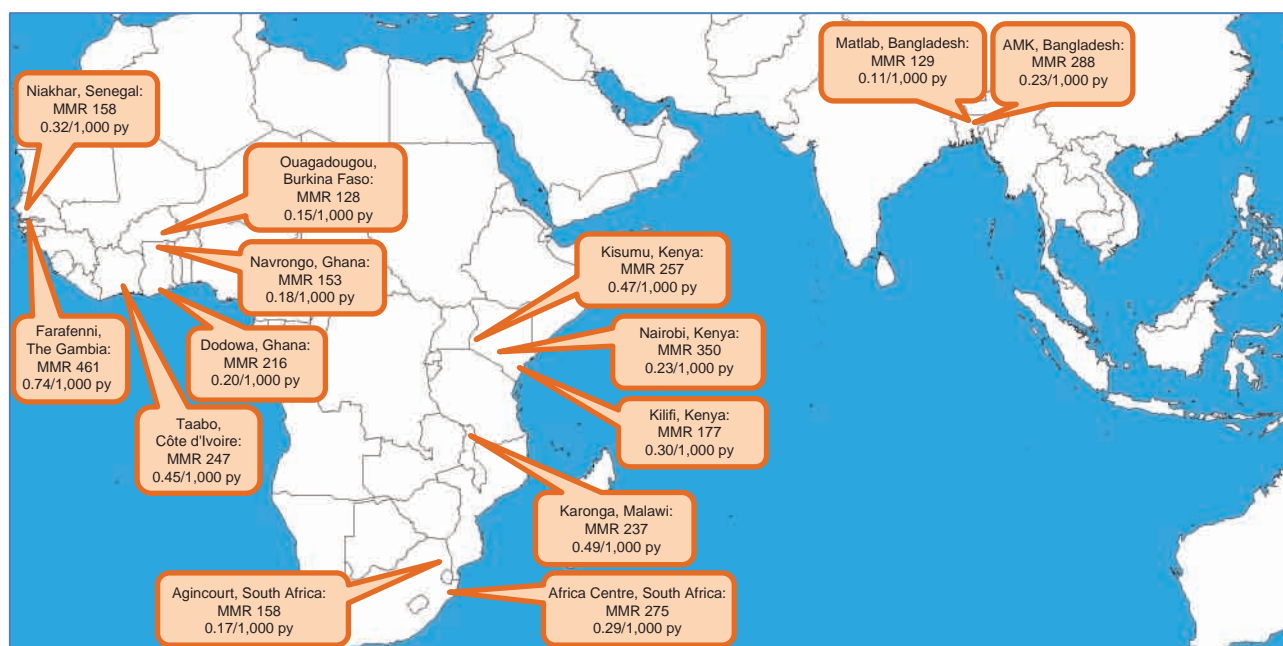 Niakhar, Senegal:
MMR 158
0.32/1,000 py
Ouagadougou,
Burkina Faso:
MMR 128
0.15/1,000 py
Navrongo, Ghana:
MMR 153
0.18/1,000 py
Farafenni,
The Gambia:
MMR 461
0.74/1,000 py
Dodowa, Ghana:
MMR 216
0.20/1,000 py
Taabo,
Côte d'Ivoire:
MMR 247
0.45/1,000 py
Matlab, Bangladesh:
MMR 129
0.11/1,000 py
AMK, Bangladesh:
MMR 288
0.23/1,000 py
Kisumu, Kenya:
MMR 257
0.47/1,000 py
Nairobi, Kenya:
MMR 350
0.23/1,000 py
Kilifi, Kenya:
MMR 177
0.30/1,000 py
Karonga, Malawi:
MMR 237
0.49/1,000 py
Agincourt, South Africa:
MMR 158
0.17/1,000 py
Africa Centre, South Africa:
MMR 275
0.29/1,000 py